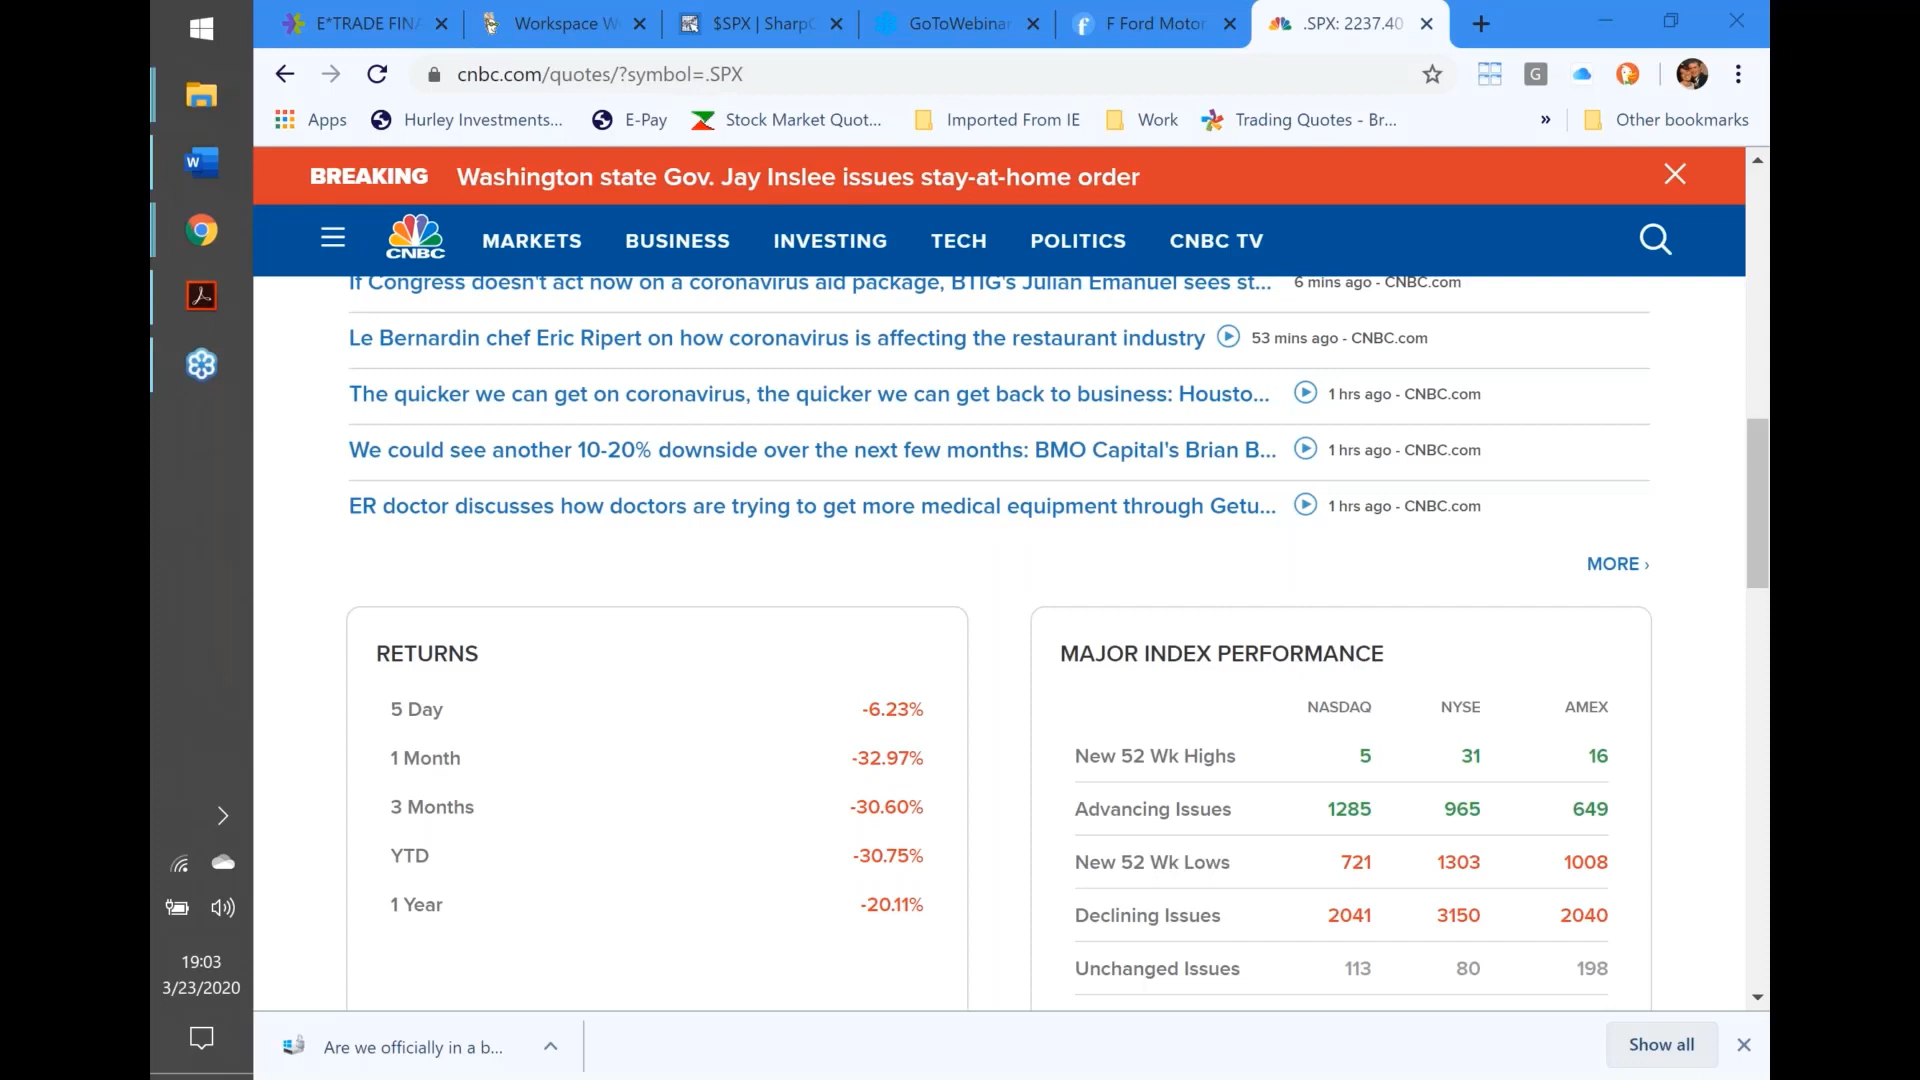 E*TRADE FINA
Workspace W
$SPX | Sharp
GoToWebinar
F Ford Motor
.SPX: 2237.40
cnbc.com/quotes/?symbol=.SPX
G
Apps
Hurley Investments...
E-Pay
Stock Market Quot...
Imported From IE
Work
Trading Quotes - Br...
»
Other bookmarks
BREAKING Washington state Gov. Jay Inslee issues stay-at-home order
CNBC
MARKETS BUSINESS INVESTING TECH POLITICS CNBC TV
If Congress doesn't act now on a coronavirus aid package, BTIG's Julian Emanuel sees st... 6 mins ago - CNBC.com
Le Bernardin chef Eric Ripert on how coronavirus is affecting the restaurant industry 53 mins ago - CNBC.com
The quicker we can get on coronavirus, the quicker we can get back to business: Housto... 1 hrs ago - CNBC.com
We could see another 10-20% downside over the next few months: BMO Capital's Brian B... 1 hrs ago - CNBC.com
ER doctor discusses how doctors are trying to get more medical equipment through Getu... 1 hrs ago - CNBC.com
MORE ›
RETURNS
5 Day -6.23%
1 Month -32.97%
3 Months -30.60%
YTD -30.75%
1 Year -20.11%
MAJOR INDEX PERFORMANCE
NASDAQ NYSE AMEX
New 52 Wk Highs 5 31 16
Advancing Issues 1285 965 649
New 52 Wk Lows 721 1303 1008
Declining Issues 2041 3150 2040
Unchanged Issues 113 80 198
W
19:03
3/23/2020
Are we officially in a b...
Show all